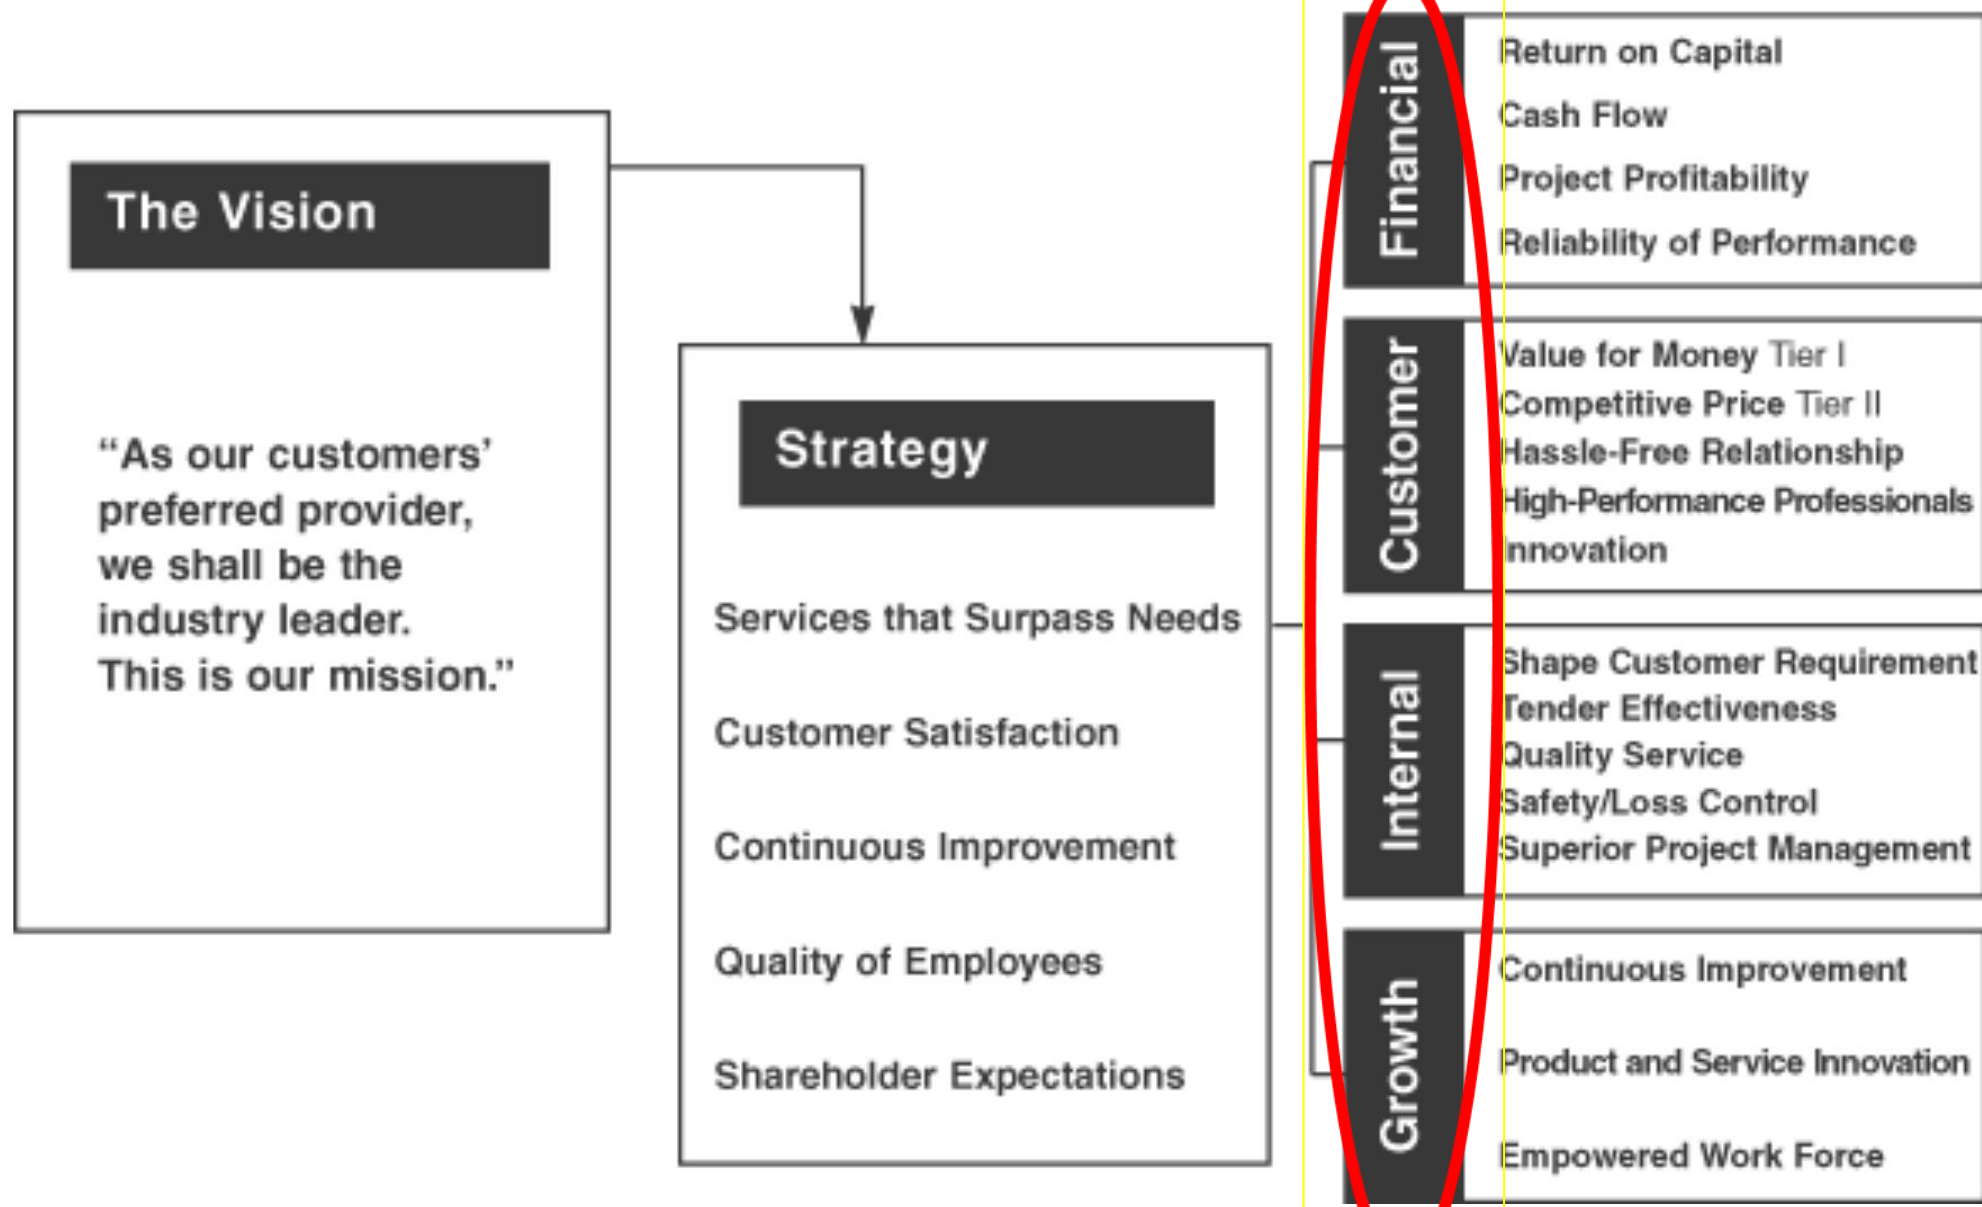 The Vision
“As our customers’
preferred provider,
we shall be the
industry leader.
This is our mission.”
Strategy
Services that Surpass Needs
Customer Satisfaction
Continuous Improvement
Quality of Employees
Shareholder Expectations
Financial
Return on Capital
Cash Flow
Project Profitability
Reliability of Performance
Customer
Value for Money Tier I
Competitive Price Tier II
Hassle-Free Relationship
High-Performance Professionals
Innovation
Internal
Shape Customer Requirement
Tender Effectiveness
Quality Service
Safety/Loss Control
Superior Project Management
Growth
Continuous Improvement
Product and Service Innovation
Empowered Work Force